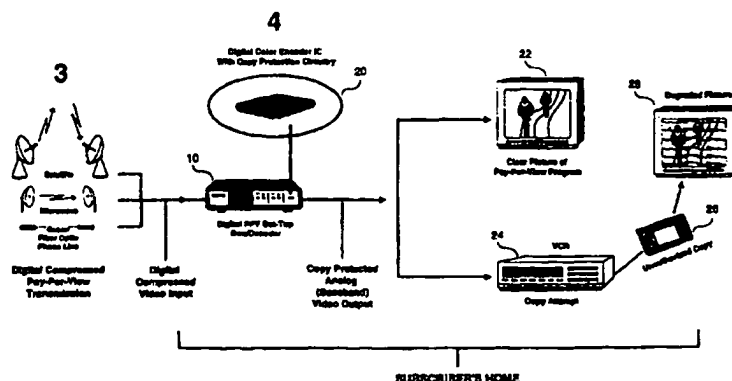 3
Satellite
Microwave
Fiber Optic
Phone Line
Digital Compressed
Pay-Per-View
Transmission
4
Digital Color Encoder IC
With Copy Protection Circuitry
20
10
Digital PPV Set-Top
Box/Decoder
Digital
Compressed
Video Input
Copy Protected
Analog
(Baseband)
Video Output
22
Clear Picture of
Pay-Per-View Program
24
VCR
Copy Attempt
Degraded Picture
Unauthorized Copy
SUBSCRIBER'S HOME